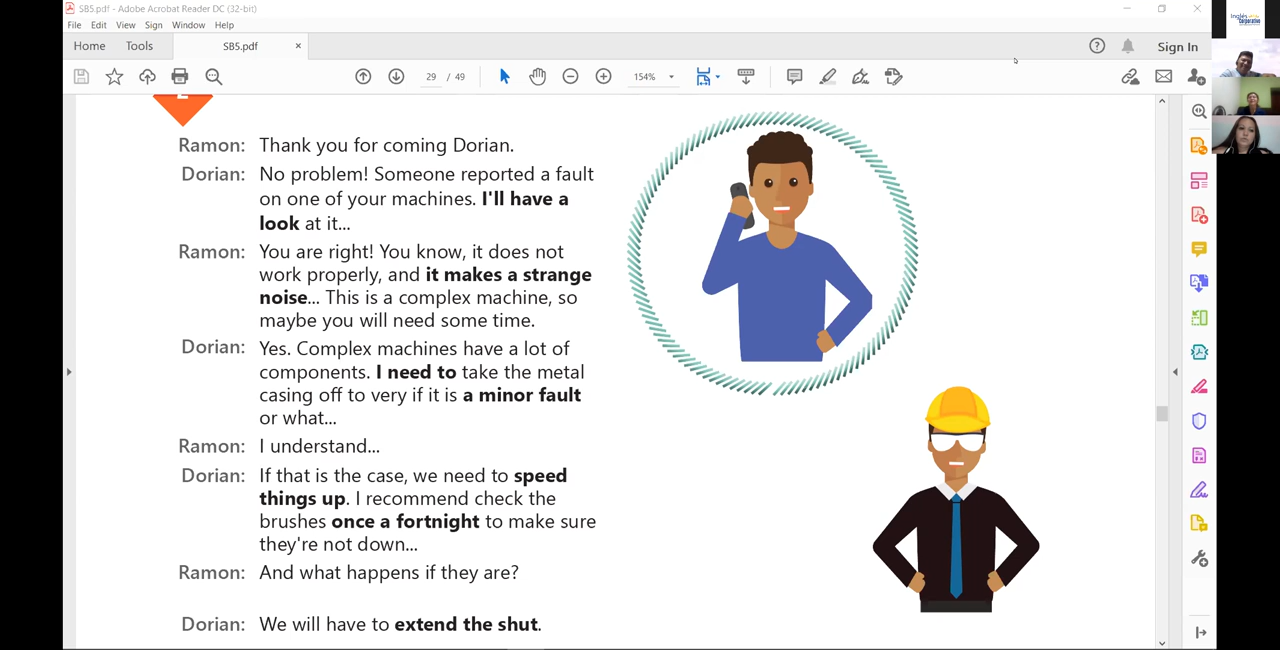 SB5.pdf - Adobe Acrobat Reader DC (32-bit)
File Edit View Sign Window Help
Home Tools SB5.pdf × Sign In
29 / 49 154%
Inglés
Corporativo
Ramon: Thank you for coming Dorian.
Dorian: No problem! Someone reported a fault
on one of your machines. I'll have a
look at it...
Ramon: You are right! You know, it does not
work properly, and it makes a strange
noise... This is a complex machine, so
maybe you will need some time.
Dorian: Yes. Complex machines have a lot of
components. I need to take the metal
casing off to very if it is a minor fault
or what...
Ramon: I understand...
Dorian: If that is the case, we need to speed
things up. I recommend check the
brushes once a fortnight to make sure
they're not down...
Ramon: And what happens if they are?
Dorian: We will have to extend the shut.